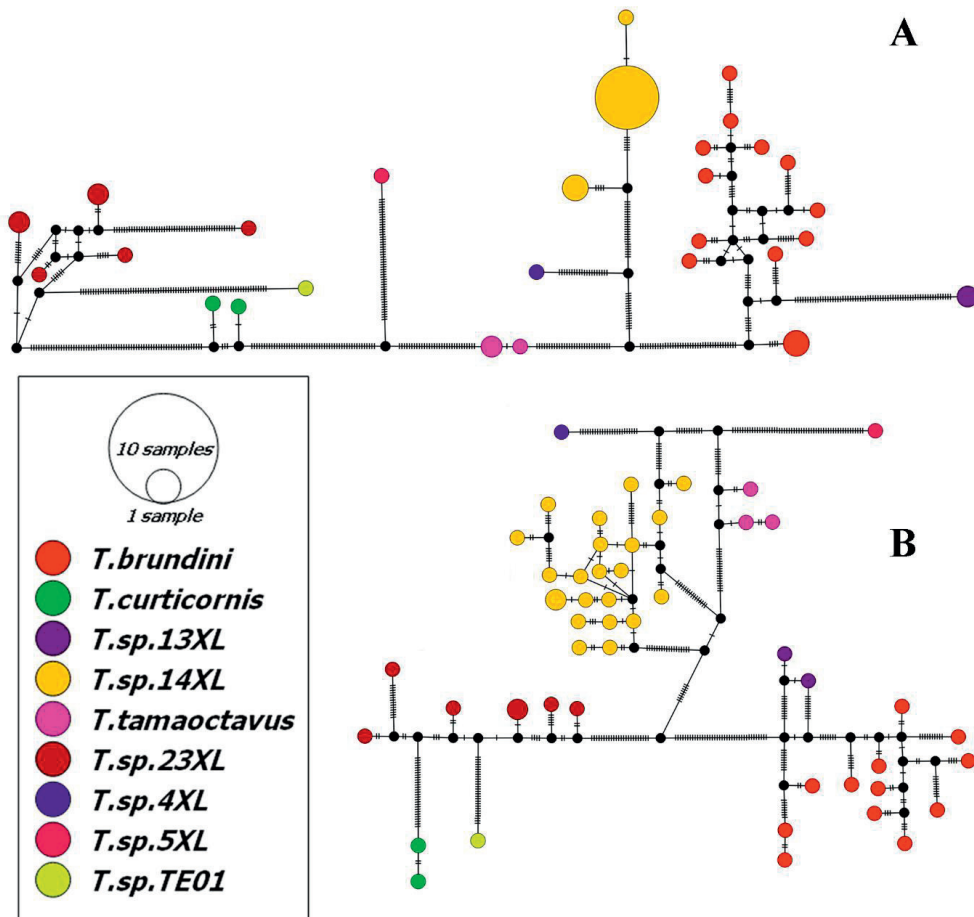 A
10 samples
1 sample
T.brundini
T.curticornis
T.sp.13XL
T.sp.14XL
T.tamaoctavus
T.sp.23XL
T.sp.4XL
T.sp.5XL
T.sp.TE01
B